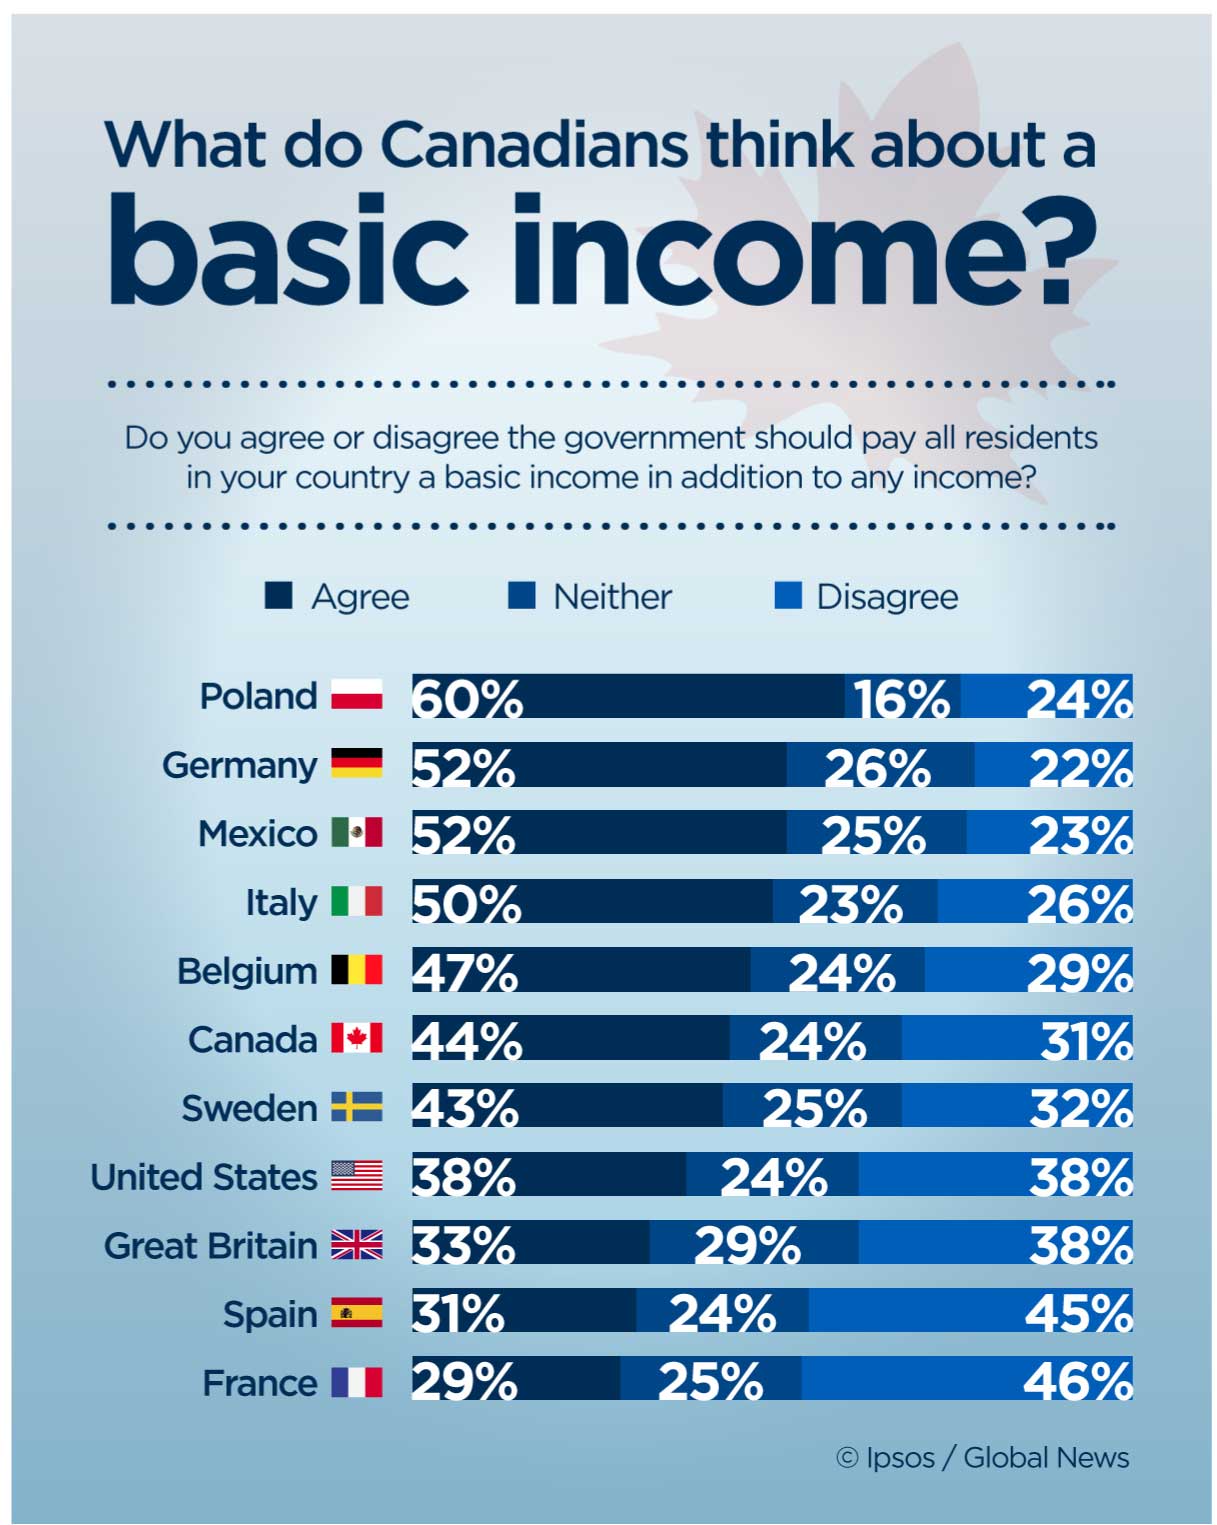 What do Canadians think about a
basic income?
Do you agree or disagree the government should pay all residents
in your country a basic income in addition to any income?
Agree Neither Disagree
Poland 60% 16% 24%
Germany 52% 26% 22%
Mexico 52% 25% 23%
Italy 50% 23% 26%
Belgium 47% 24% 29%
Canada 44% 24% 31%
Sweden 43% 25% 32%
United States 38% 24% 38%
Great Britain 33% 29% 38%
Spain 31% 24% 45%
France 29% 25% 46%
© Ipsos / Global News